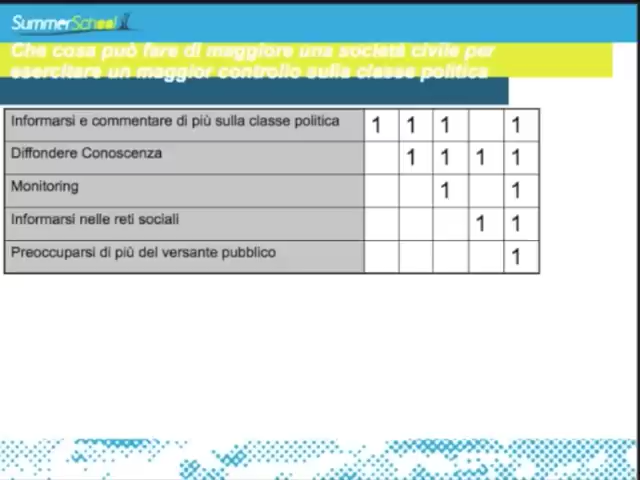 SummerSchool
Che cosa può fare di maggiore una società civile per
esercitare un maggior controllo sulla classe politica
Informarsi e commentare di più sulla classe politica 1 1 1 1
Diffondere Conoscenza 1 1 1 1
Monitoring 1 1
Informarsi nelle reti sociali 1 1
Preoccuparsi di più del versante pubblico 1